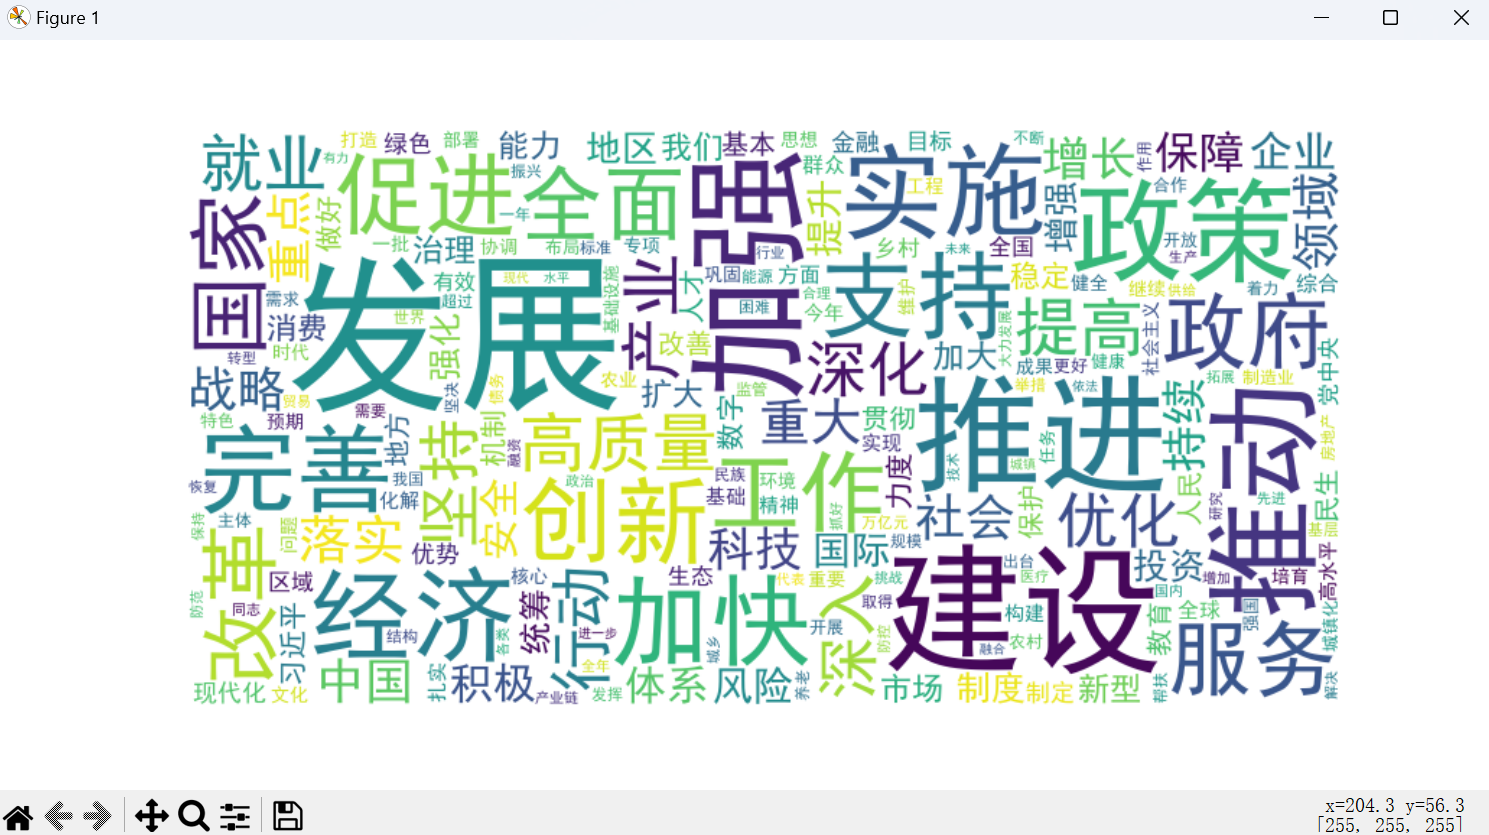 Figure 1
就业
打造
绿色
部署
能力
地区
我们
基本
思想
金融
目标
不断
增长
作用
保障
企业
有力
促进
振兴
全面
加强
群众
实施
工程
合作
政策
领域
国家
重点
做好
一年
提升
增强
一批
治理
协调
布局
标准
专项
行业
乡村
未来
全国
开放
生产
发展
有效
超过
现代
水平
基础设施
产业
人才
巩固
能源
方面
困难
合理
今年
支持
维护
稳定
健全
继续
供给
着力
综合
需求
消费
世界
强化
转型
时代
改善
深化
加大
大力发展
提高
社会主义
政府
成果
更好
健康
战略
贸易
坚决
债务
农业
扩大
举措
依法
拓展
制造业
党中央
特色
预期
需要
地方
机制
融资
高质量
数字
重大
贯彻
实现
推进
任务
持续
推动
房地产
完善
坚持
恢复
我国
化解
安全
政治
创新
民族
基础
环境
精神
工作
力度
技术
城镇
人民
研究
先进
民生
保持
主体
问题
落实
优势
科技
抓好
万亿元
国际
规模
社会
保护
优化
基层
改革
区域
经济
核心
行动
生态
代表
重要
挑战
出台
医疗
投资
增加
培育
高水平
防范
同志
习近平
结构
各类
统筹
进一步
加快
城乡
开展
深入
取得
防控
建设
构建
农村
融合
国内
教育
全球
强国
服务
城镇化
现代化
文化
中国
扎实
积极
全年
产业链
发挥
体系
风险
养老
市场
制度
制定
新型
帮扶
解决
x=204.3 y=56.3
[255, 255, 255]